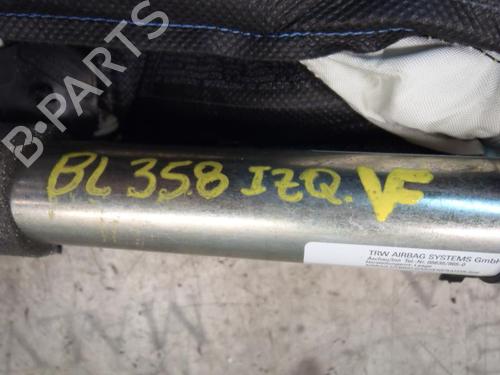 B-PARTS
BL 358 IZQ. VF
TRW AIRBAG SYSTEMS GmbH